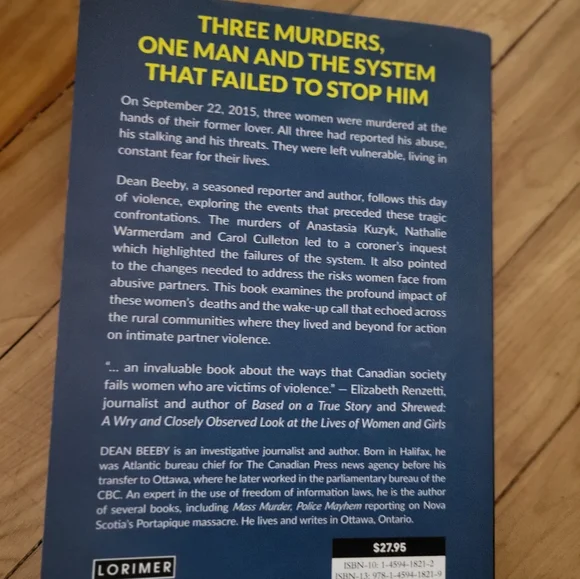 THREE MURDERS,
ONE MAN AND THE SYSTEM
THAT FAILED TO STOP HIM
On September 22, 2015, three women were murdered at the
hands of their former lover. All three had reported his abuse,
his stalking and his threats. They were left vulnerable, living in
constant fear for their lives.
Dean Beeby, a seasoned reporter and author, follows this day
of violence, exploring the events that preceded these tragic
confrontations. The murders of Anastasia Kuzyk, Nathalie
Warmerdam and Carol Culleton led to a coroner's inquest
which highlighted the failures of the system. It also pointed
to the changes needed to address the risks women face from
abusive partners. This book examines the profound impact of
these women's deaths and the wake-up call that echoed across
the rural communities where they lived and beyond for action
on intimate partner violence.
"... an invaluable book about the ways that Canadian society
fails women who are victims of violence." — Elizabeth Renzetti,
journalist and author of Based on a True Story and Shrewed:
A Wry and Closely Observed Look at the Lives of Women and Girls
DEAN BEEBY is an investigative journalist and author. Born in Halifax, he
was Atlantic bureau chief for The Canadian Press news agency before his
transfer to Ottawa, where he later worked in the parliamentary bureau of the
CBC. An expert in the use of freedom of information laws, he is the author
of several books, including Mass Murder, Police Mayhem reporting on Nova
Scotia's Portapique massacre. He lives and writes in Ottawa, Ontario.
$27.95
ISBN-10: 1-4594-1821-2
ISBN-13: 978-1-4594-1821-9
LORIMER